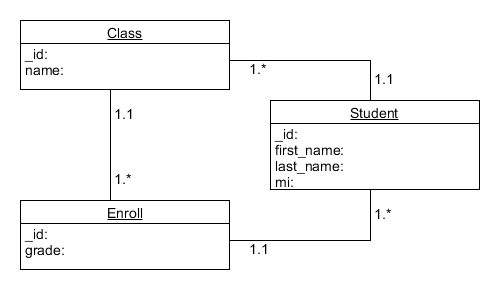 Class
_id:
name:
1.*
1.1
1.1
Student
_id:
first_name:
last_name:
mi:
1.*
Enroll
_id:
grade:
1.*
1.1